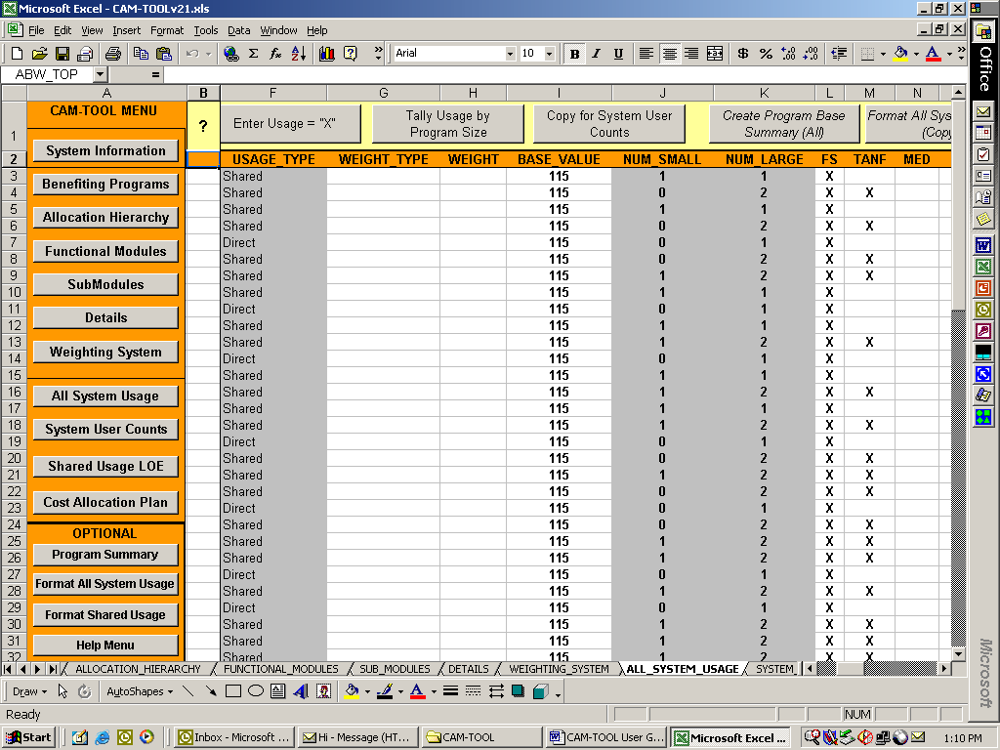 Microsoft Excel - CAM-TOOLv21.xls
File Edit View Insert Format Tools Data Window Help
Arial 10 B I U $ %
ABW_TOP =
A B F G H I J K L M N
1 CAM-TOOL MENU ? Enter Usage = "X" Tally Usage by Program Size Copy for System User Counts Create Program Base Summary (All) Format All Sys (Copy
System Information
2 USAGE_TYPE WEIGHT_TYPE WEIGHT BASE_VALUE NUM_SMALL NUM_LARGE FS TANF MED
3 Shared 115 1 1 X
Benefiting Programs
4 Shared 115 0 2 X X
5 Shared 115 1 1 X
Allocation Hierarchy
6 Shared 115 0 2 X X
7 Direct 115 0 1 X
Functional Modules
8 Shared 115 0 2 X X
9 Shared 115 1 2 X X
SubModules
10 Shared 115 1 1 X
11 Direct 115 0 1 X
Details
12 Shared 115 1 1 X
13 Shared 115 1 2 X X
Weighting System
14 Direct 115 0 1 X
15 Shared 115 1 1 X
16 Shared 115 1 2 X X
All System Usage
17 Shared 115 1 1 X
18 Shared 115 1 2 X X
System User Counts
19 Direct 115 0 1 X
20 Shared 115 0 2 X X
Shared Usage LOE
21 Shared 115 1 2 X X
22 Shared 115 0 2 X X
Cost Allocation Plan
23 Direct 115 0 1 X
24 Shared 115 0 2 X X
OPTIONAL
25 Shared 115 1 2 X X
Program Summary
26 Shared 115 1 2 X X
27 Direct 115 0 1 X
Format All System Usage
28 Shared 115 1 2 X X
29 Direct 115 0 1 X
Format Shared Usage
30 Shared 115 1 2 X X
31 Shared 115 1 2 X X
Help Menu
32 Shared 115 1 2 X X
ALLOCATION_HIERARCHY FUNCTIONAL_MODULES SUB_MODULES DETAILS WEIGHTING_SYSTEM ALL_SYSTEM_USAGE SYSTEM_
Draw AutoShapes
Ready NUM
Start Inbox - Microsoft ... Hi - Message (HT... CAM-TOOL CAM-TOOL User G... Microsoft Excel -... 1:10 PM
Office
Microsoft